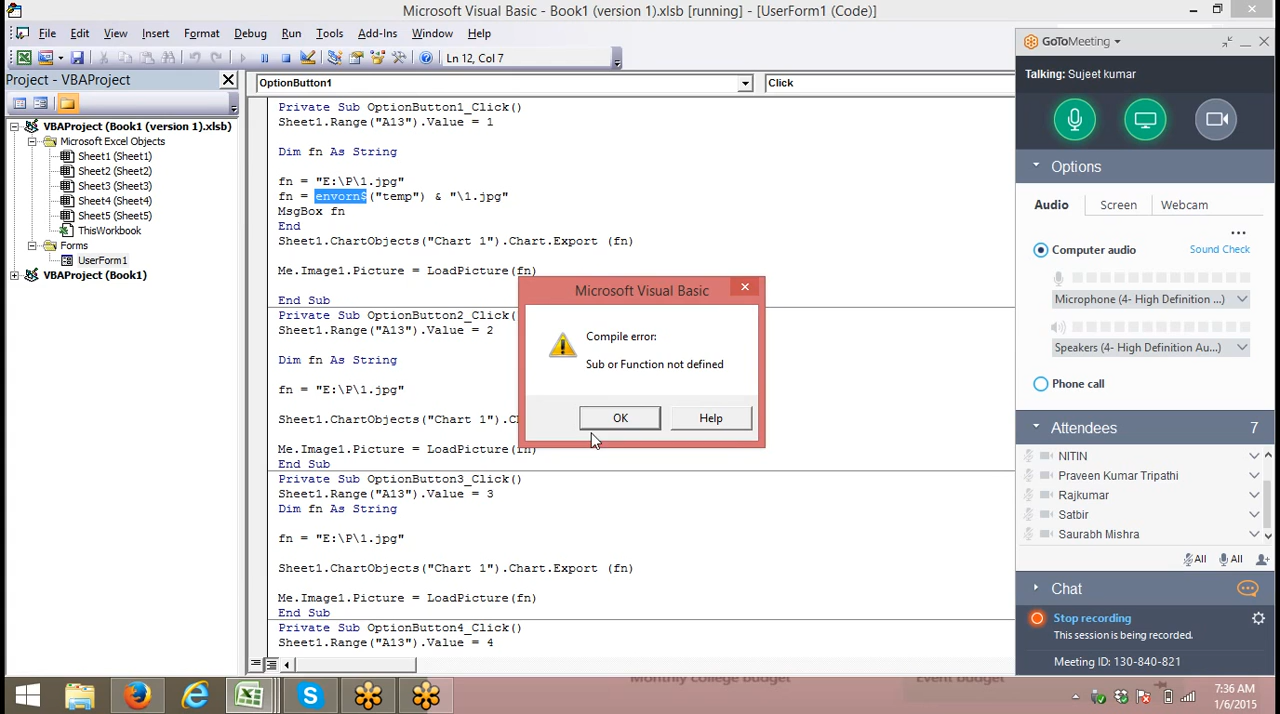 Microsoft Visual Basic - Book1 (version 1).xlsb [running] - [UserForm1 (Code)]
File Edit View Insert Format Debug Run Tools Add-Ins Window Help
Ln 12, Col 7
Project - VBAProject
VBAProject (Book1 (version 1).xlsb)
Microsoft Excel Objects
Sheet1 (Sheet1)
Sheet2 (Sheet2)
Sheet3 (Sheet3)
Sheet4 (Sheet4)
Sheet5 (Sheet5)
ThisWorkbook
Forms
UserForm1
VBAProject (Book1)
OptionButton1 Click
Private Sub OptionButton1_Click()
Sheet1.Range("A13").Value = 1
Dim fn As String
fn = "E:\P\1.jpg"
fn = envorn$("temp") & "\1.jpg"
MsgBox fn
End
Sheet1.ChartObjects("Chart 1").Chart.Export (fn)
Me.Image1.Picture = LoadPicture(fn)
End Sub
Private Sub OptionButton2_Click(
Sheet1.Range("A13").Value = 2
Dim fn As String
fn = "E:\P\1.jpg"
Sheet1.ChartObjects("Chart 1").C
Me.Image1.Picture = LoadPicture(fn)
End Sub
Private Sub OptionButton3_Click()
Sheet1.Range("A13").Value = 3
Dim fn As String
fn = "E:\P\1.jpg"
Sheet1.ChartObjects("Chart 1").Chart.Export (fn)
Me.Image1.Picture = LoadPicture(fn)
End Sub
Private Sub OptionButton4_Click()
Sheet1.Range("A13").Value = 4
Microsoft Visual Basic
Compile error:
Sub or Function not defined
OK Help
GoToMeeting
Talking: Sujeet kumar
Options
Audio Screen Webcam
Computer audio Sound Check
Microphone (4- High Definition ...)
Speakers (4- High Definition Au...)
Phone call
Attendees 7
NITIN
Praveen Kumar Tripathi
Rajkumar
Satbir
Saurabh Mishra
All All
Chat
Stop recording
This session is being recorded.
Meeting ID: 130-840-821
Monthly college budget Event budget
7:36 AM
1/6/2015